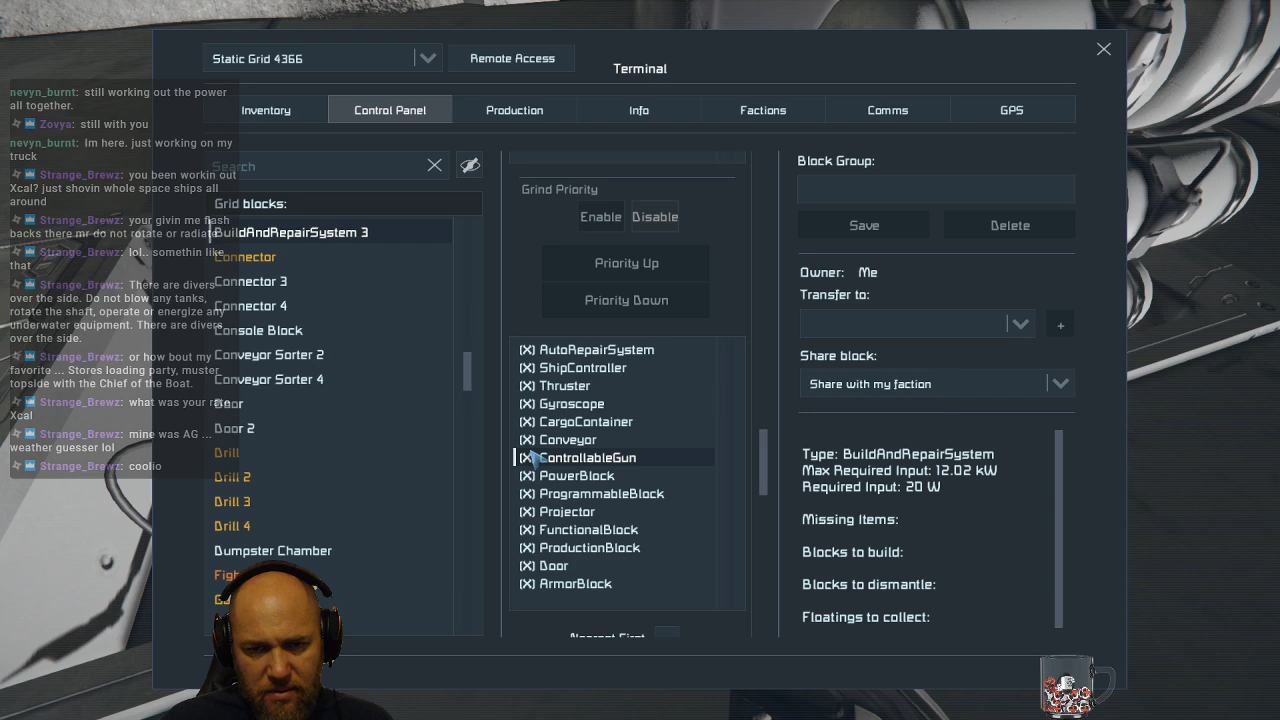 Static Grid 4366
Remote Access
Terminal
Inventory
Control Panel
Production
Info
Factions
Comms
GPS
nevyn_burnt: still working out the power
all together.
Zovya: still with you
nevyn_burnt: Im here. just working on my
truck
Strange_Brewz: you been workin out
Xcal? just shovin whole space ships all
around
Strange_Brewz: your givin me flash
backs there mr do not rotate or radiate
Strange_Brewz: lol.. somethin like
that
Strange_Brewz: There are divers
over the side. Do not blow any tanks,
rotate the shaft, operate or energize any
underwater equipment. There are divers
over the side.
Strange_Brewz: or how bout my
favorite ... Stores loading party, muster
topside with the Chief of the Boat.
Strange_Brewz: what was your rate
Xcal
Strange_Brewz: mine was AG ...
weather guesser lol
Strange_Brewz: coolio
Search
Grid blocks:
BuildAndRepairSystem 3
Connector
Connector 3
Connector 4
Console Block
Conveyor Sorter 2
Conveyor Sorter 4
Door
Door 2
Drill
Drill 2
Drill 3
Drill 4
Dumpster Chamber
Grind Priority
Enable
Disable
Priority Up
Priority Down
[X] AutoRepairSystem
[X] ShipController
[X] Thruster
[X] Gyroscope
[X] CargoContainer
[X] Conveyor
[X] ControllableGun
[X] PowerBlock
[X] ProgrammableBlock
[X] Projector
[X] FunctionalBlock
[X] ProductionBlock
[X] Door
[X] ArmorBlock
Nearest First
Block Group:
Save
Delete
Owner: Me
Transfer to:
+
Share block:
Share with my faction
Type: BuildAndRepairSystem
Max Required Input: 12.02 kW
Required Input: 20 W
Missing Items:
Blocks to build:
Blocks to dismantle:
Floatings to collect: